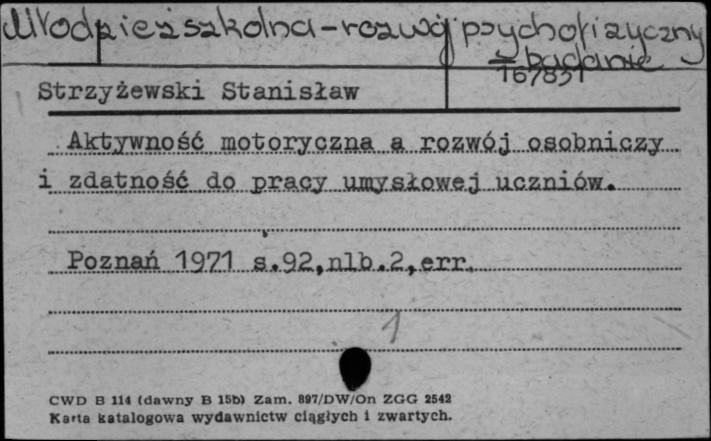 Młodzież szkolna - rozwój psychofizyczny
- badanie
167851
Strzyżewski Stanisław
Aktywność motoryczna a rozwój osobniczy
i zdatność do pracy umysłowej uczniów.
Poznań 1971 s.92,nlb.2,err.
1
CWD B 114 (dawny B 15b) Zam. 897/DW/On ZGG 2542
Karta katalogowa wydawnictw ciągłych i zwartych.